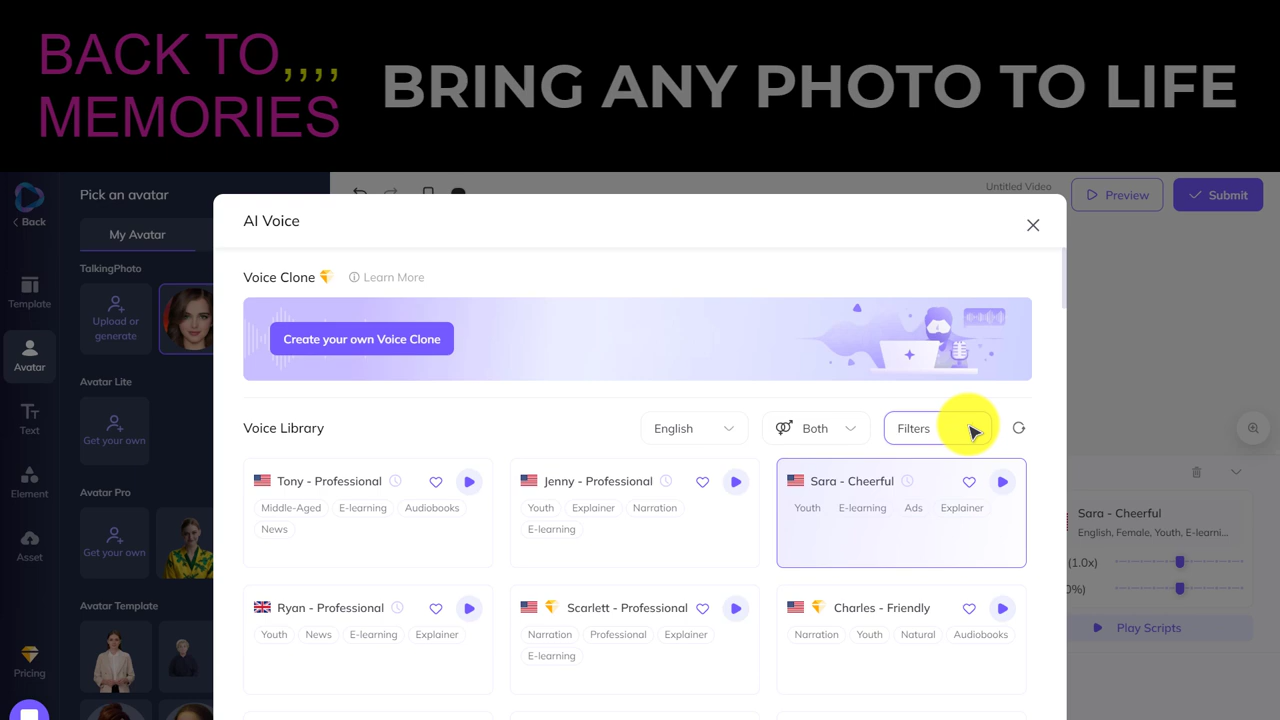 BACK TO,,,,
MEMORIES
BRING ANY PHOTO TO LIFE
Back
Pick an avatar
Untitled Video
Preview
Submit
My Avatar
TalkingPhoto
Upload or
generate
Template
Avatar
Avatar Lite
Get your own
Text
Element
Avatar Pro
Get your own
Asset
Avatar Template
Pricing
AI Voice
Voice Clone
Learn More
Create your own Voice Clone
Voice Library
English
Both
Filters
Tony - Professional
Middle-Aged
E-learning
Audiobooks
News
Jenny - Professional
Youth
Explainer
Narration
E-learning
Sara - Cheerful
Youth
E-learning
Ads
Explainer
Ryan - Professional
Youth
News
E-learning
Explainer
Scarlett - Professional
Narration
Professional
Explainer
E-learning
Charles - Friendly
Narration
Youth
Natural
Audiobooks
Sara - Cheerful
English, Female, Youth, E-learni...
(1.0x)
0%)
Play Scripts